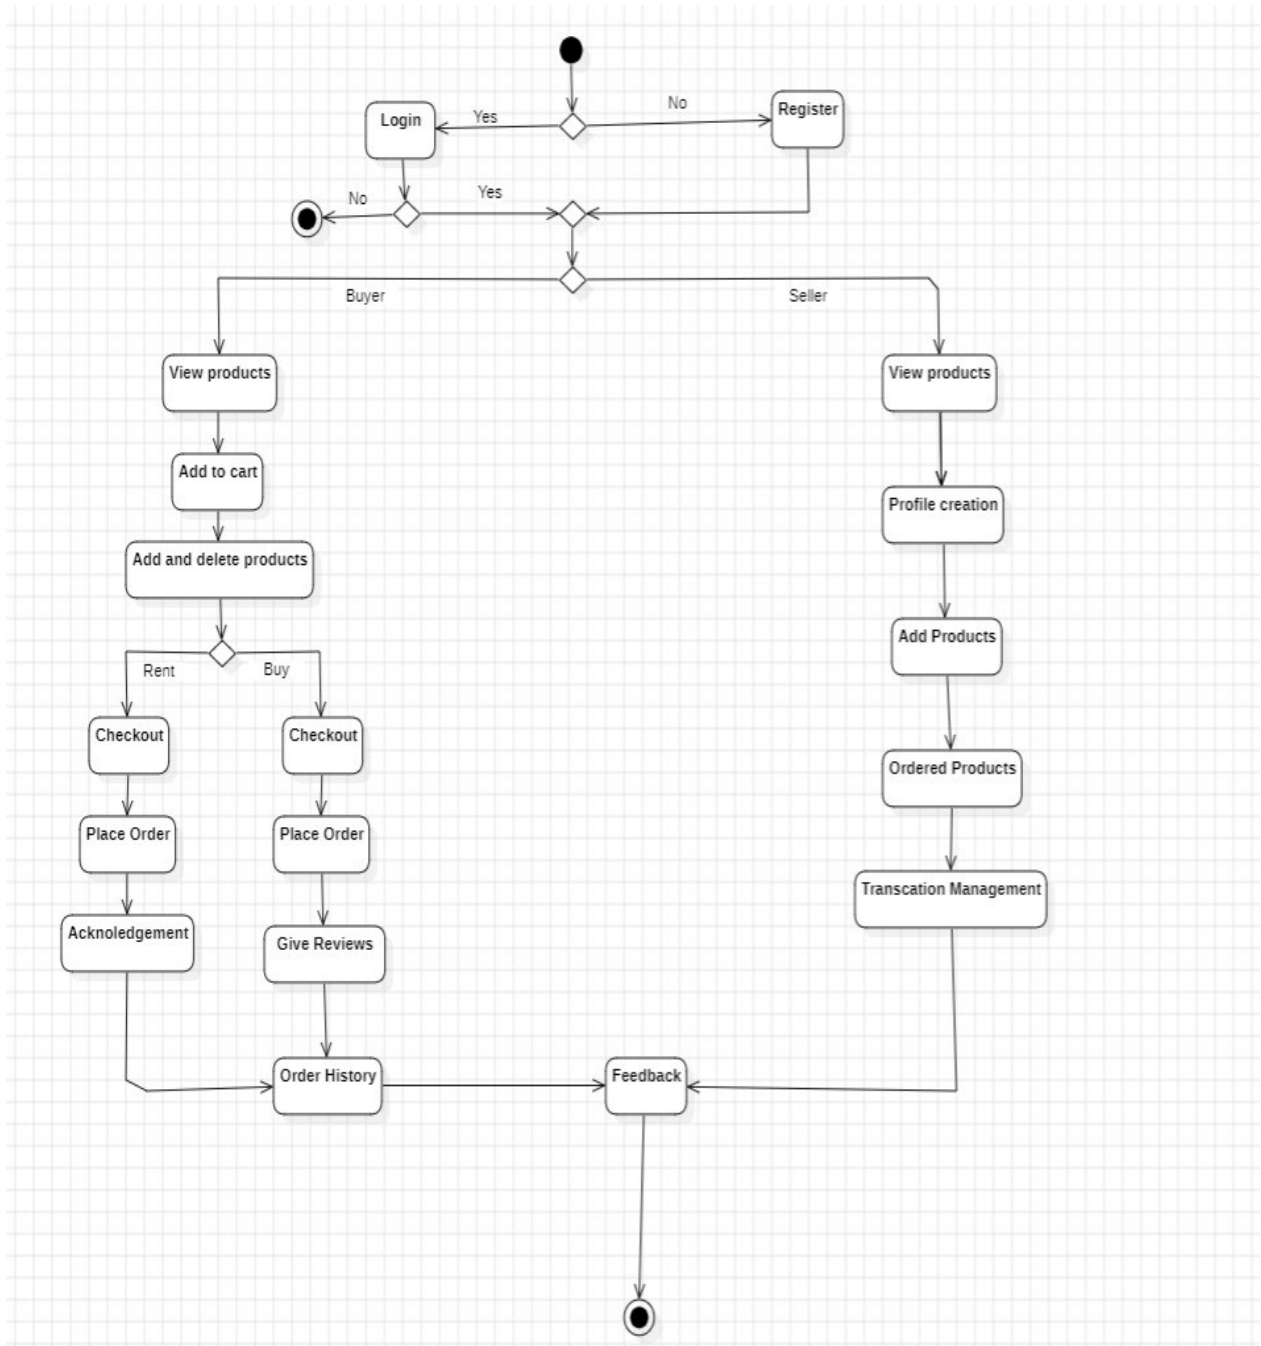 Login
Yes
No
Register
No
Yes
Buyer
Seller
View products
View products
Add to cart
Profile creation
Add and delete products
Add Products
Rent
Buy
Checkout
Checkout
Ordered Products
Place Order
Place Order
Transcation Management
Acknoledgement
Give Reviews
Order History
Feedback